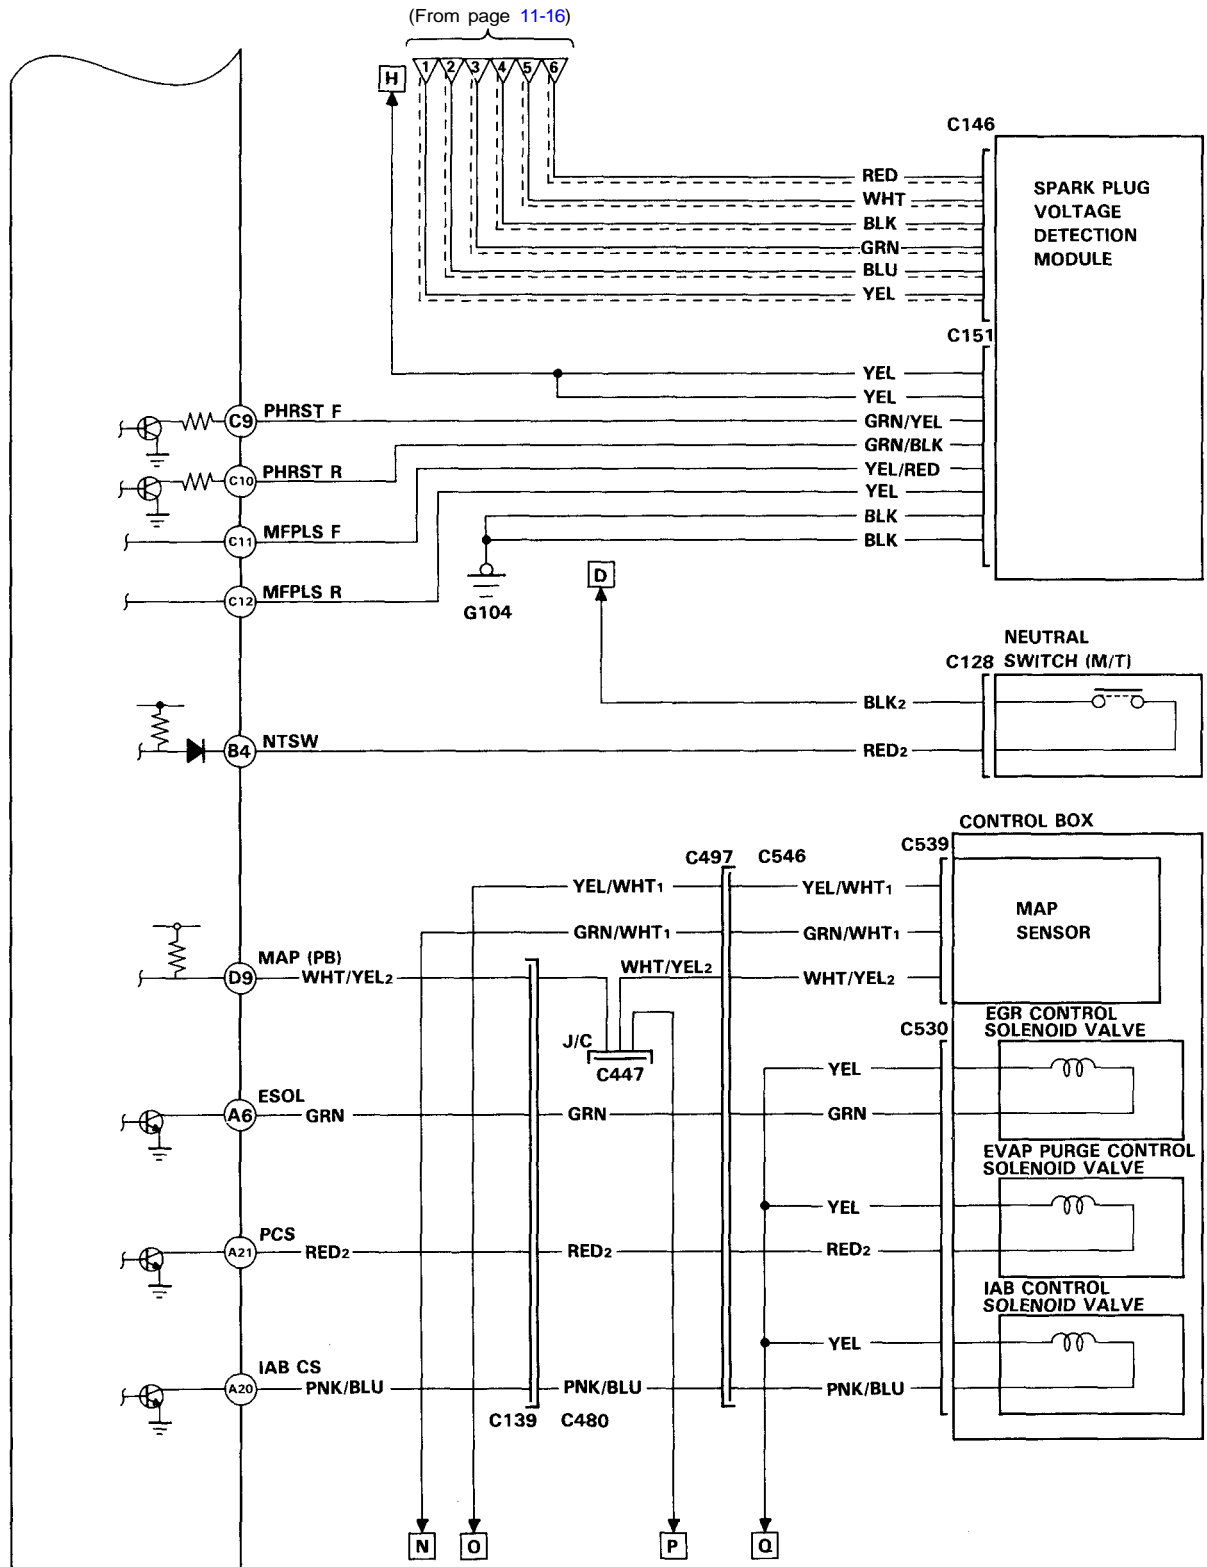 (From page 11-16)
H
1 2 3 4 5 6
C146
RED
WHT
BLK
GRN
BLU
YEL
SPARK PLUG
VOLTAGE
DETECTION
MODULE
C151
YEL
YEL
C9 PHRST F
GRN/YEL
GRN/BLK
C10 PHRST R
YEL/RED
YEL
BLK
C11 MFPLS F
BLK
D
C12 MFPLS R
G104
NEUTRAL
C128 SWITCH (M/T)
BLK2
B4 NTSW
RED2
CONTROL BOX
C497 C546
C539
YEL/WHT1 YEL/WHT1
MAP
SENSOR
GRN/WHT1 GRN/WHT1
MAP (PB)
D9 WHT/YEL2
WHT/YEL2
WHT/YEL2
EGR CONTROL
SOLENOID VALVE
C530
J/C
C447
YEL
ESOL
A6 GRN GRN GRN
EVAP PURGE CONTROL
SOLENOID VALVE
YEL
PCS
A21 RED2 RED2 RED2
IAB CONTROL
SOLENOID VALVE
YEL
IAB CS
A20 PNK/BLU PNK/BLU PNK/BLU
C139 C480
N O P Q